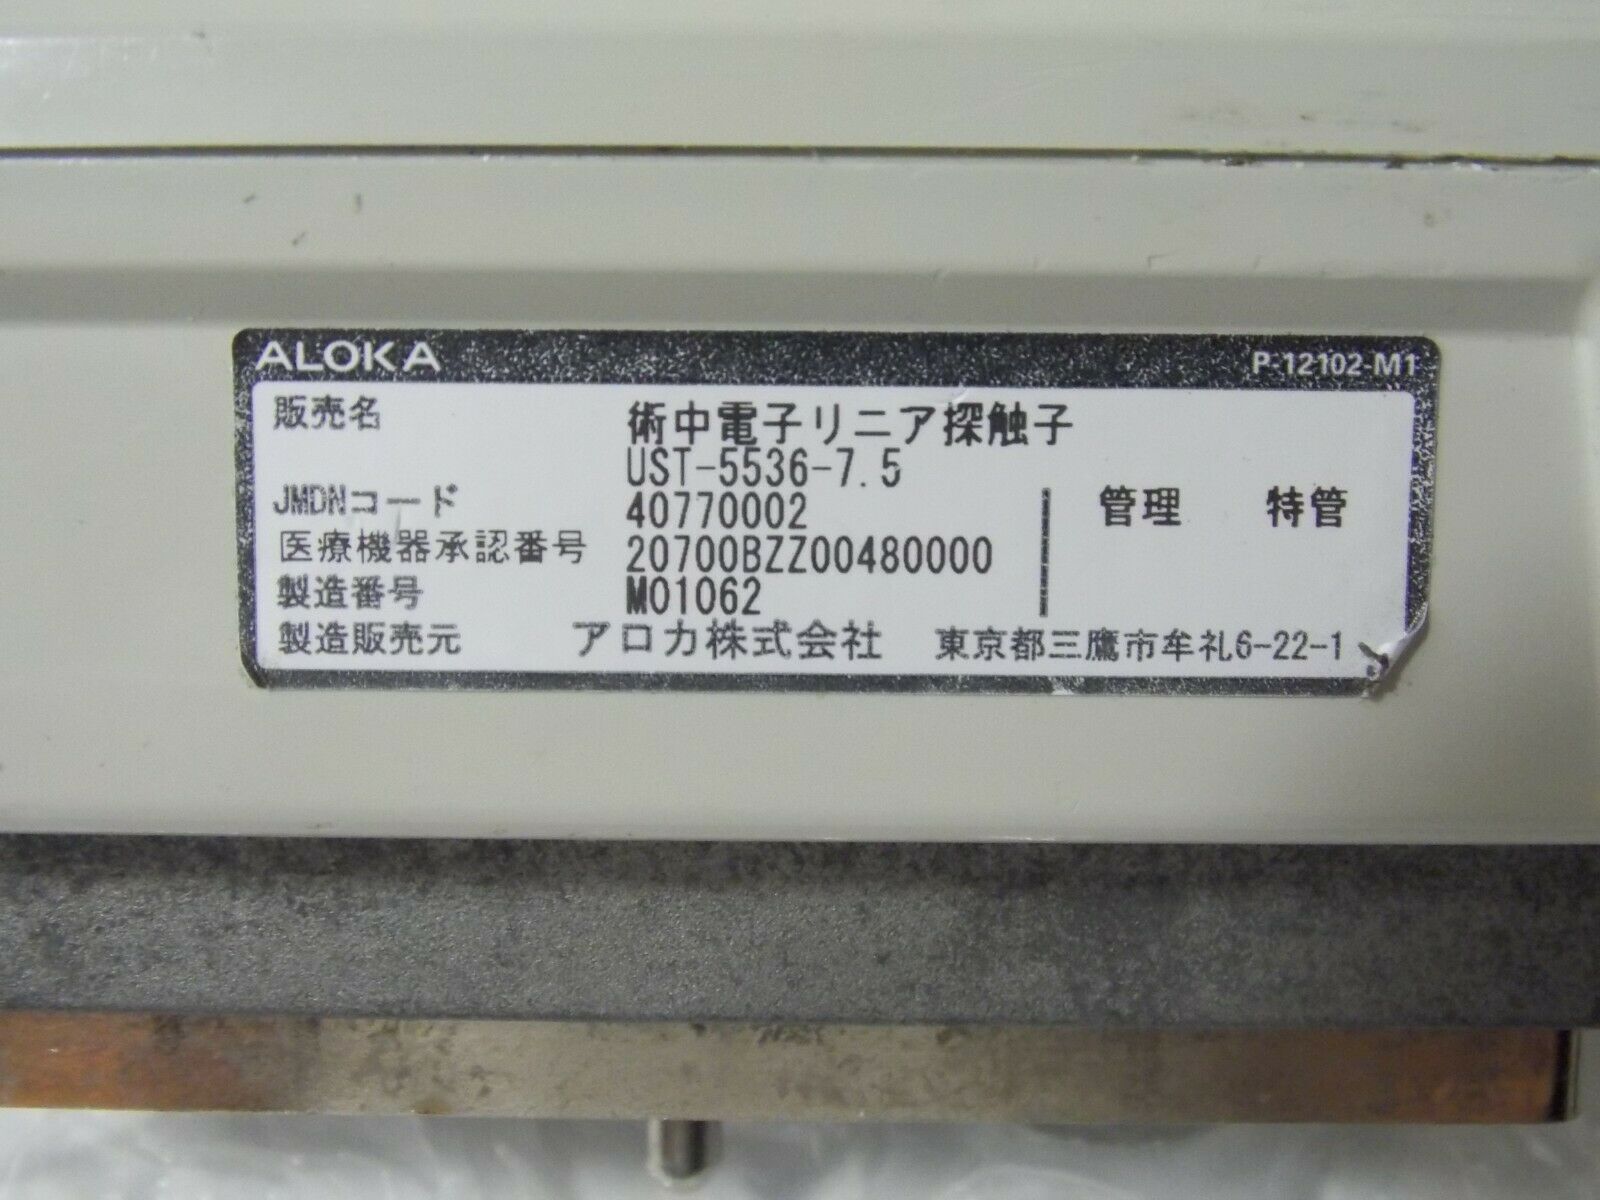 ALOKA P-12102-M1
販売名 術中電子リニア探触子
UST-5536-7.5
JMDNコード 40770002 管理 特管
医療機器承認番号 20700BZZ00480000
製造番号 M01062
製造販売元 アロカ株式会社 東京都三鷹市牟礼6-22-1